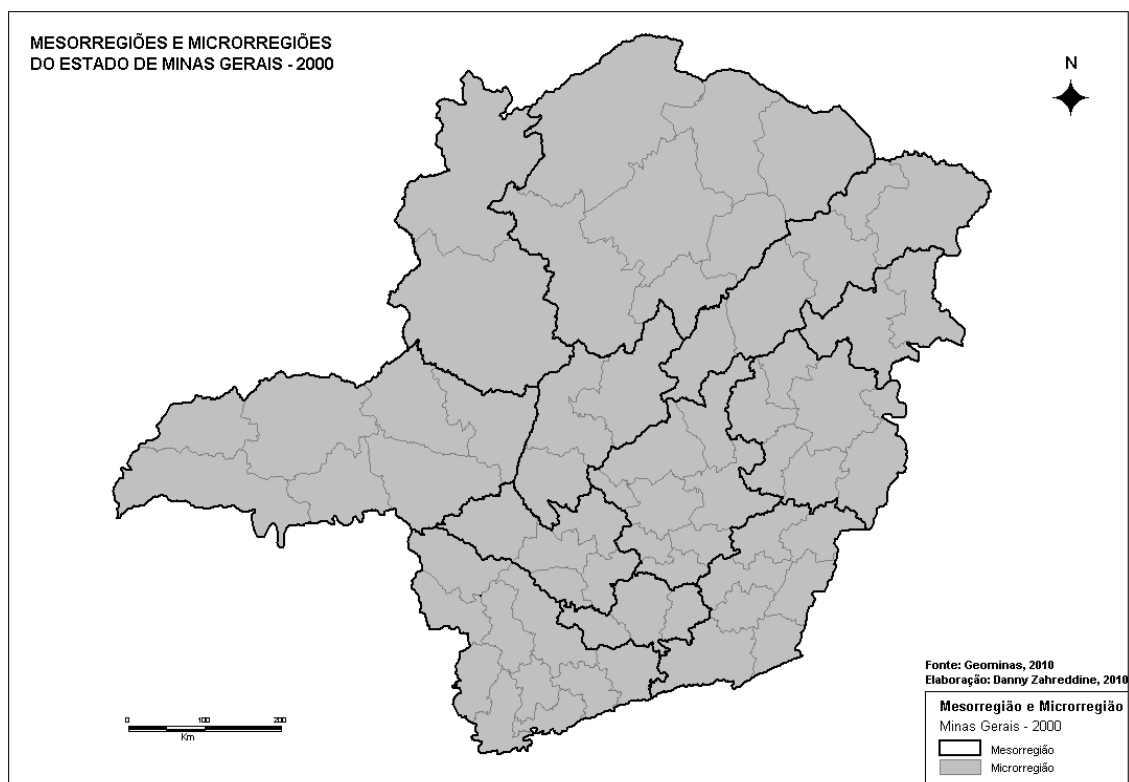 MESORREGIÕES E MICRORREGIÕES
DO ESTADO DE MINAS GERAIS - 2000
N
0 100 200
Km
Fonte: Geominas, 2010
Elaboração: Danny Zahreddine, 2010
Mesorregião e Microrregião
Minas Gerais - 2000
Mesorregião
Microrregião